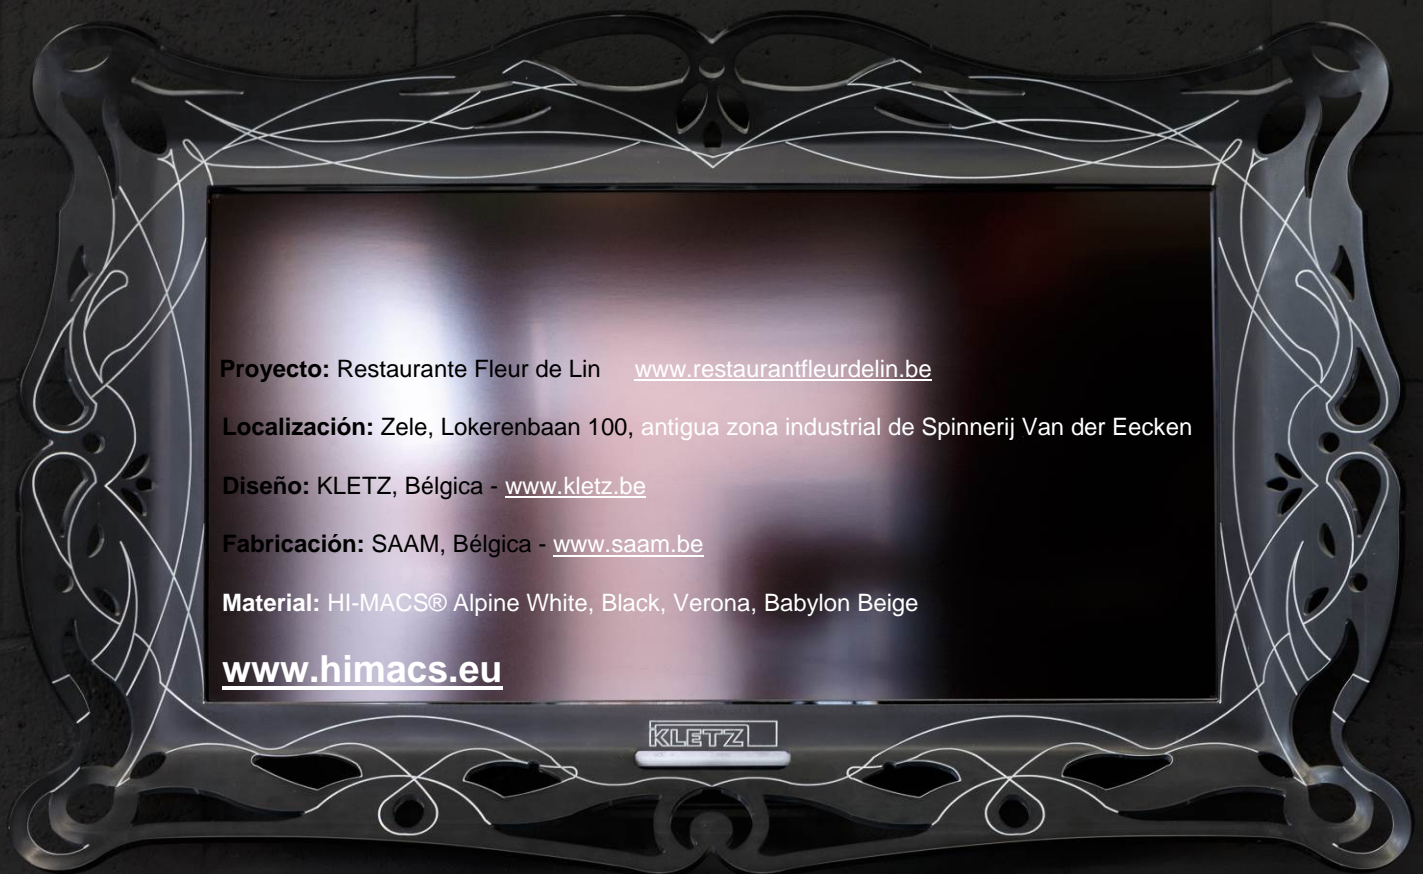 Proyecto: Restaurante Fleur de Lin www.restaurantfleurdelin.be
Localización: Zele, Lokerenbaan 100, antigua zona industrial de Spinnerij Van der Eecken
Diseño: KLETZ, Bélgica - www.kletz.be
Fabricación: SAAM, Bélgica - www.saam.be
Material: HI-MACS® Alpine White, Black, Verona, Babylon Beige
www.himacs.eu
KLETZ